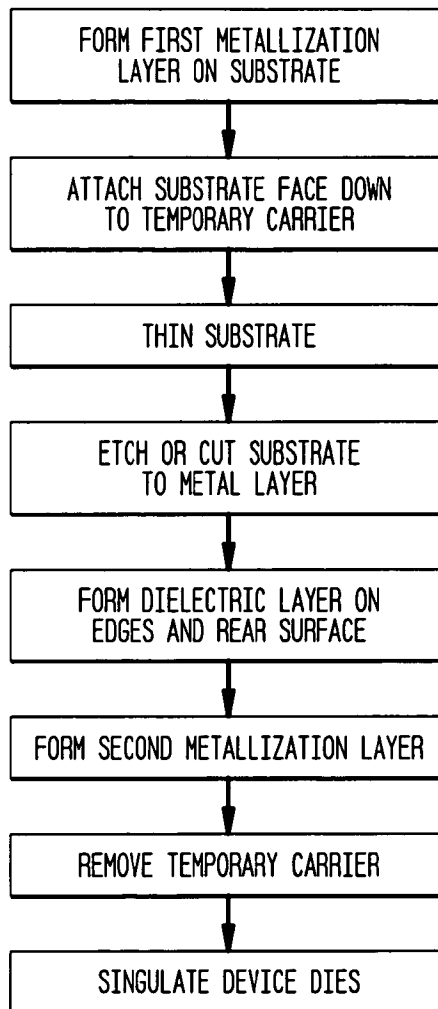 FORM FIRST METALLIZATION
LAYER ON SUBSTRATE
ATTACH SUBSTRATE FACE DOWN
TO TEMPORARY CARRIER
THIN SUBSTRATE
ETCH OR CUT SUBSTRATE
TO METAL LAYER
FORM DIELECTRIC LAYER ON
EDGES AND REAR SURFACE
FORM SECOND METALLIZATION LAYER
REMOVE TEMPORARY CARRIER
SINGULATE DEVICE DIES